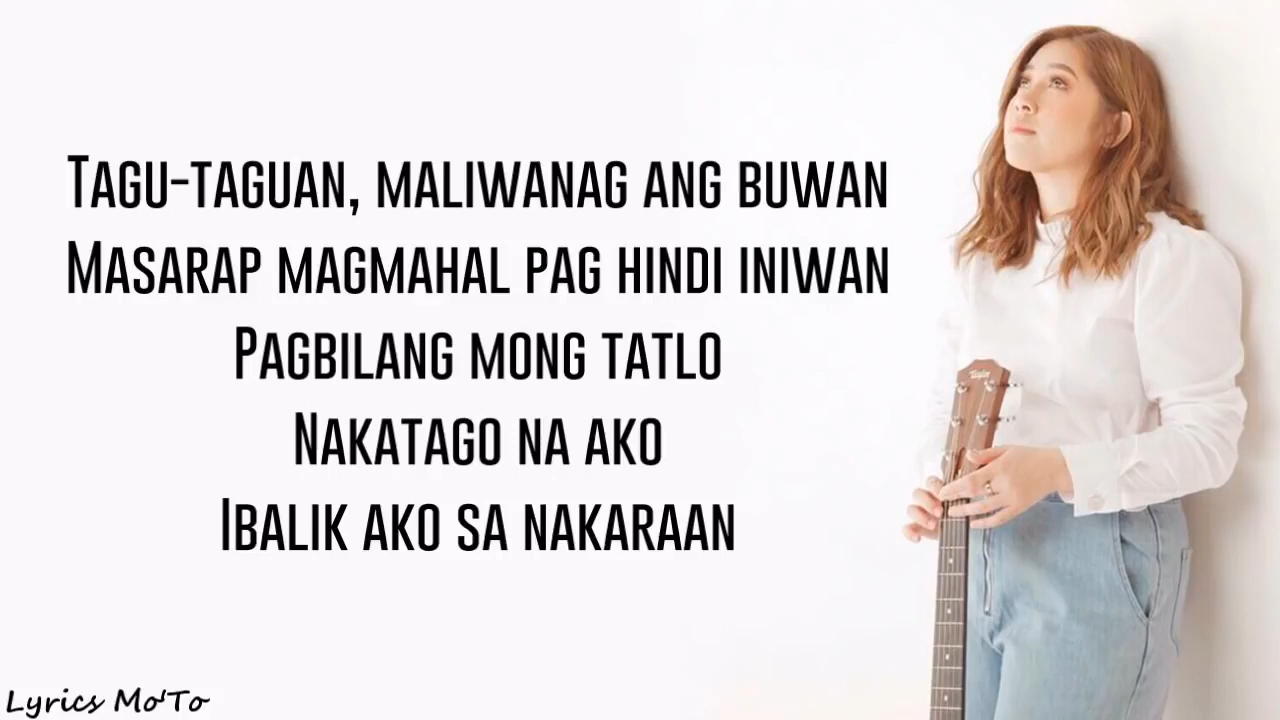 Tagu-taguan, maliwanag ang buwan
Masarap magmahal pag hindi iniwan
Pagbilang mong tatlo
Nakatago na ako
Ibalik ako sa nakaraan
Taylor
Lyrics Mo'To